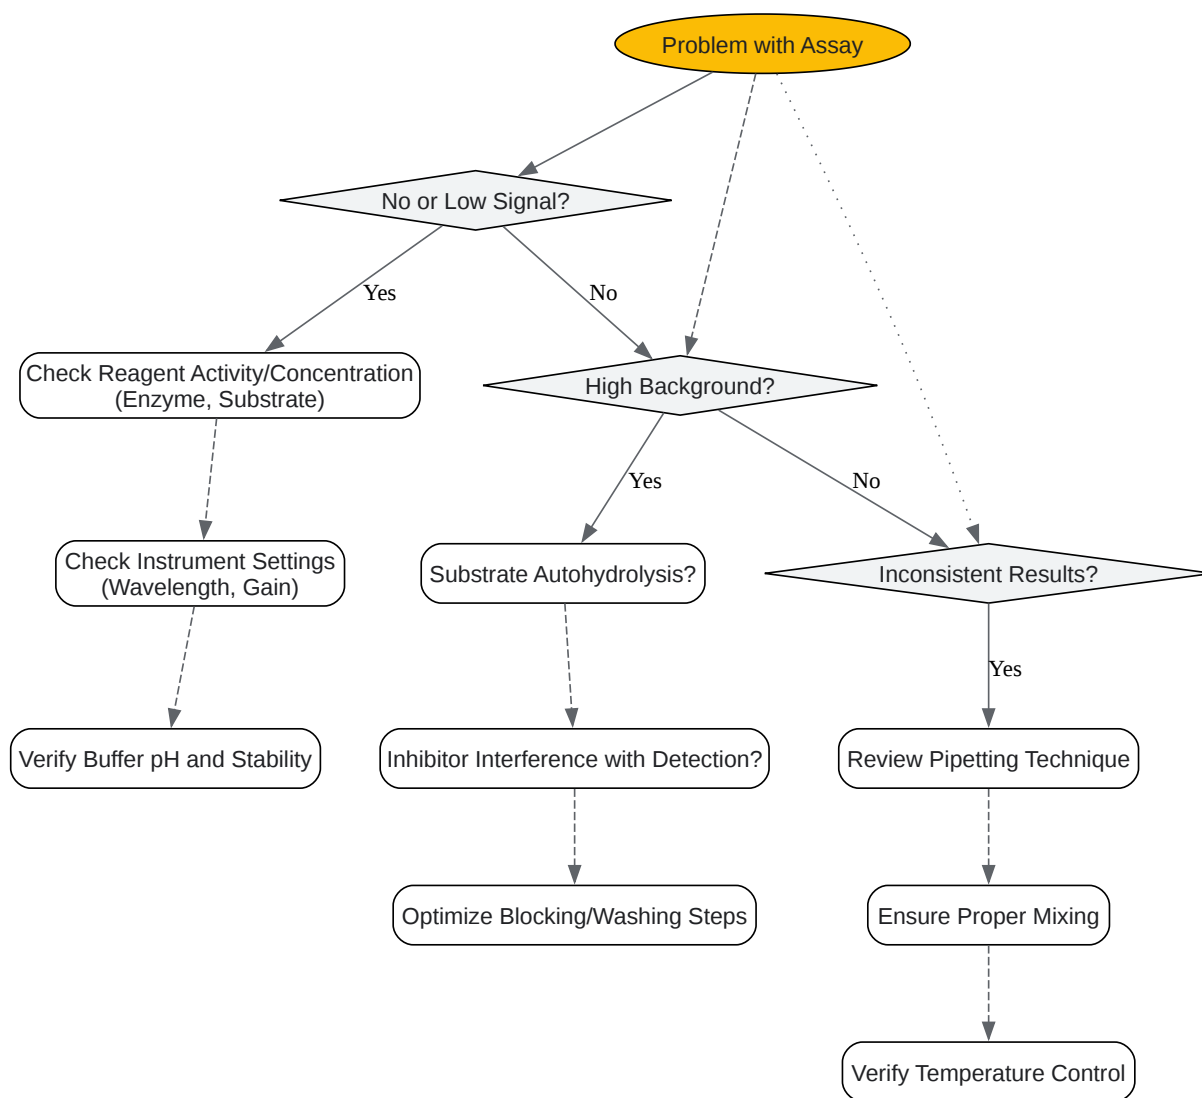 Problem with Assay
No or Low Signal?
Yes
No
Check Reagent Activity/Concentration
(Enzyme, Substrate)
High Background?
Yes
No
Check Instrument Settings
(Wavelength, Gain)
Substrate Autohydrolysis?
Inconsistent Results?
Yes
Verify Buffer pH and Stability
Inhibitor Interference with Detection?
Review Pipetting Technique
Optimize Blocking/Washing Steps
Ensure Proper Mixing
Verify Temperature Control